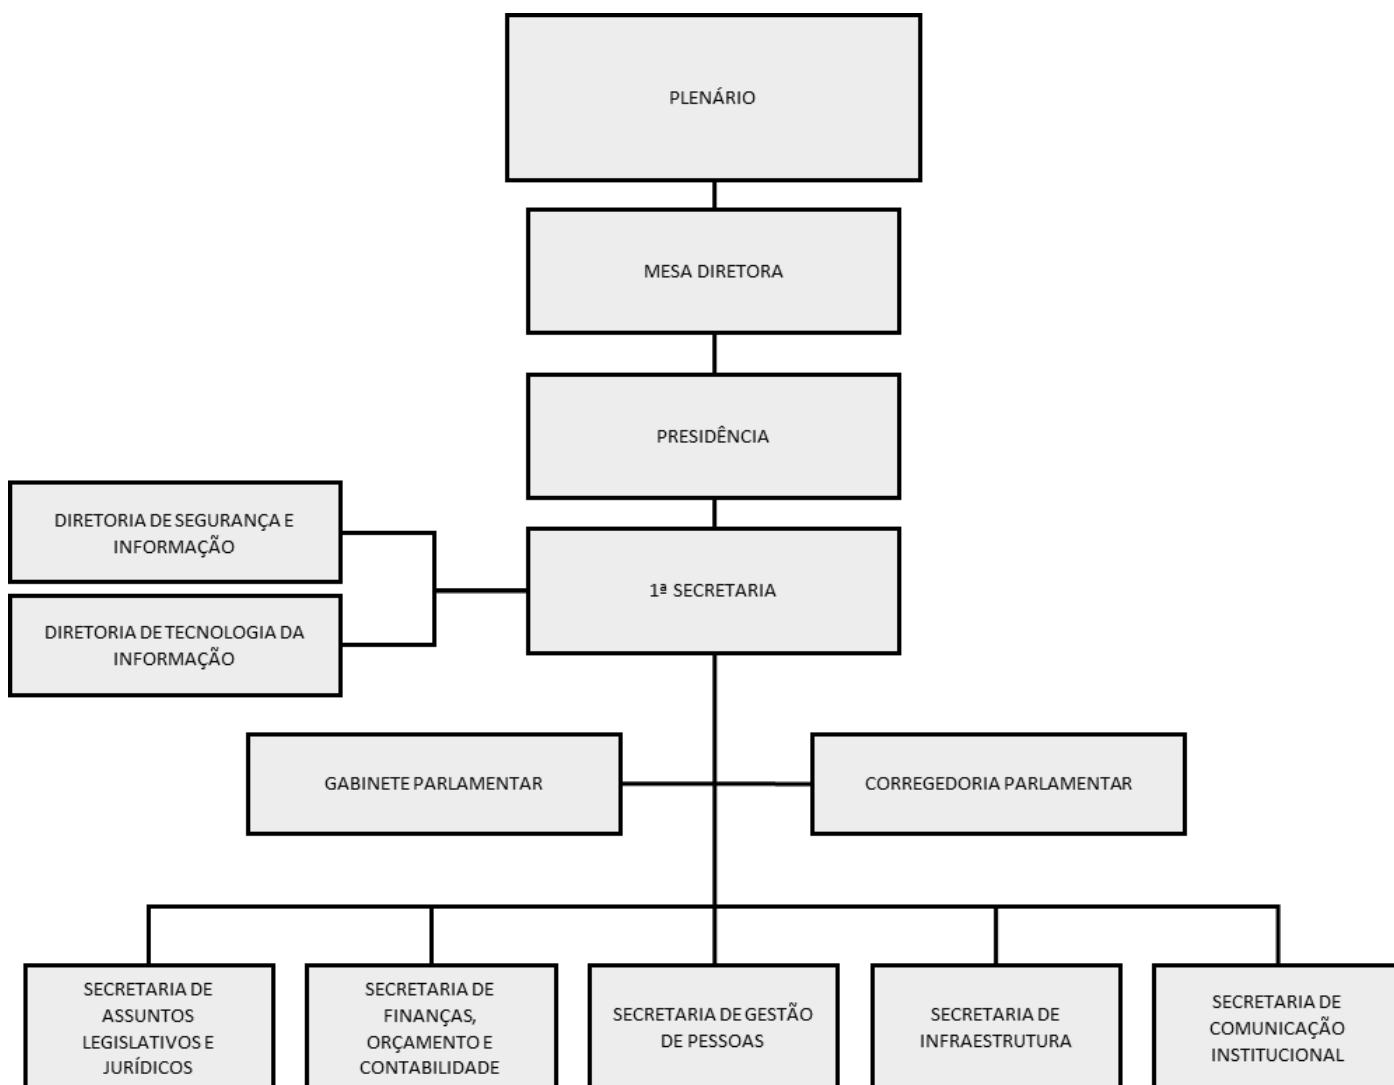 PLENÁRIO
MESA DIRETORA
PRESIDÊNCIA
DIRETORIA DE SEGURANÇA E
INFORMAÇÃO
1ª SECRETARIA
DIRETORIA DE TECNOLOGIA DA
INFORMAÇÃO
GABINETE PARLAMENTAR
CORREGEDORIA PARLAMENTAR
SECRETARIA DE
ASSUNTOS
LEGISLATIVOS E
JURÍDICOS
SECRETARIA DE
FINANÇAS,
ORÇAMENTO E
CONTABILIDADE
SECRETARIA DE GESTÃO
DE PESSOAS
SECRETARIA DE
INFRAESTRUTURA
SECRETARIA DE
COMUNICAÇÃO
INSTITUCIONAL